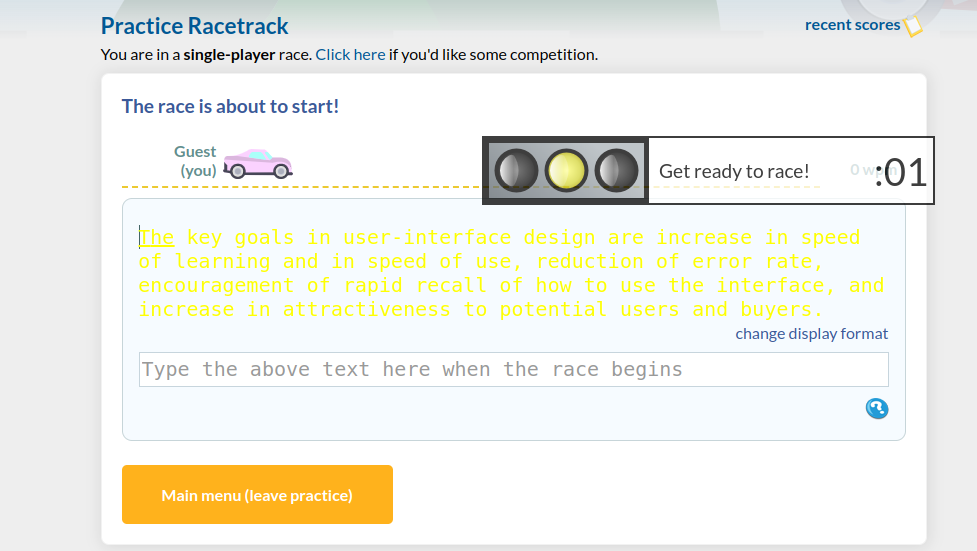 Practice Racetrack
recent scores
You are in a single-player race. Click here if you'd like some competition.
The race is about to start!
Guest
(you)
Get ready to race!
0 wpm
:01
The key goals in user-interface design are increase in speed
of learning and in speed of use, reduction of error rate,
encouragement of rapid recall of how to use the interface, and
increase in attractiveness to potential users and buyers.
change display format
Type the above text here when the race begins
Main menu (leave practice)